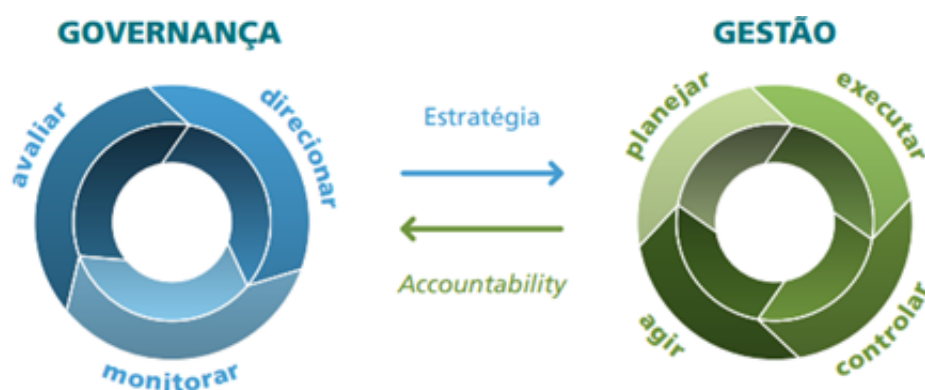 GOVERNANÇA
avaliar
direcionar
monitorar
Estratégia
Accountability
GESTÃO
planejar
executar
controlar
agir